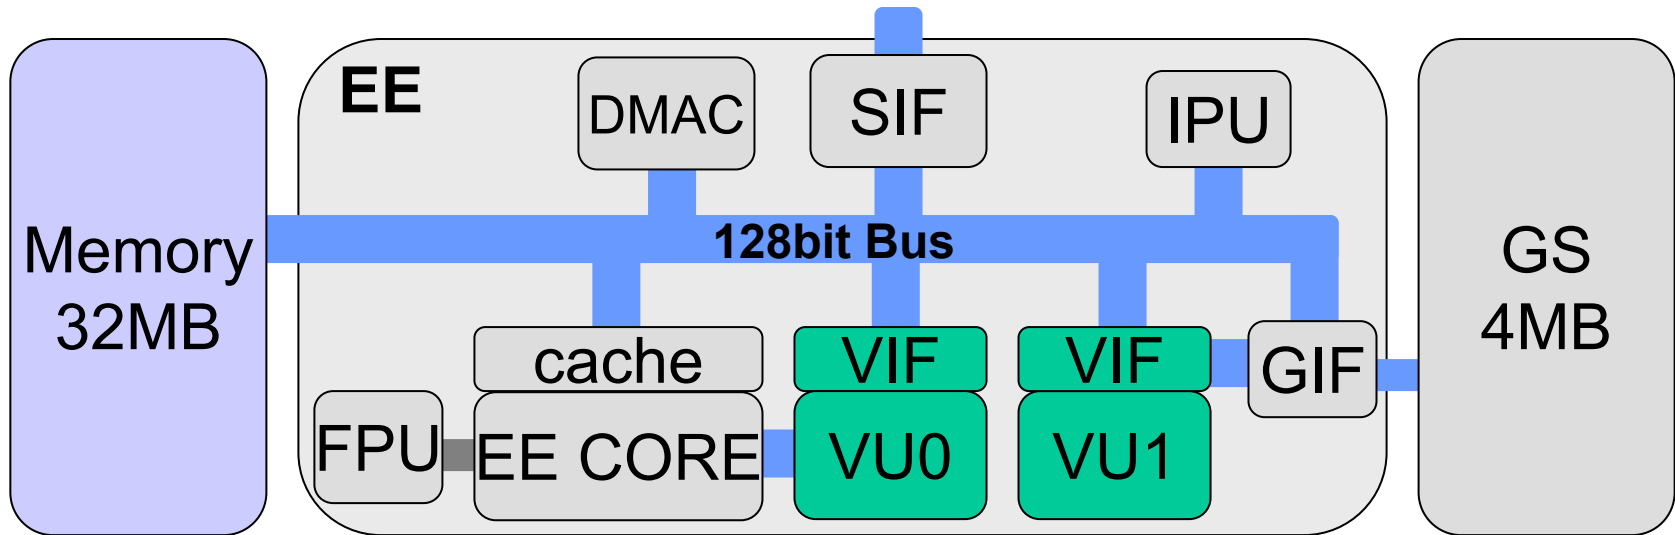 EE
DMAC
SIF
IPU
Memory
32MB
128bit Bus
GS
4MB
cache
VIF
VIF
GIF
FPU
EE CORE
VU0
VU1